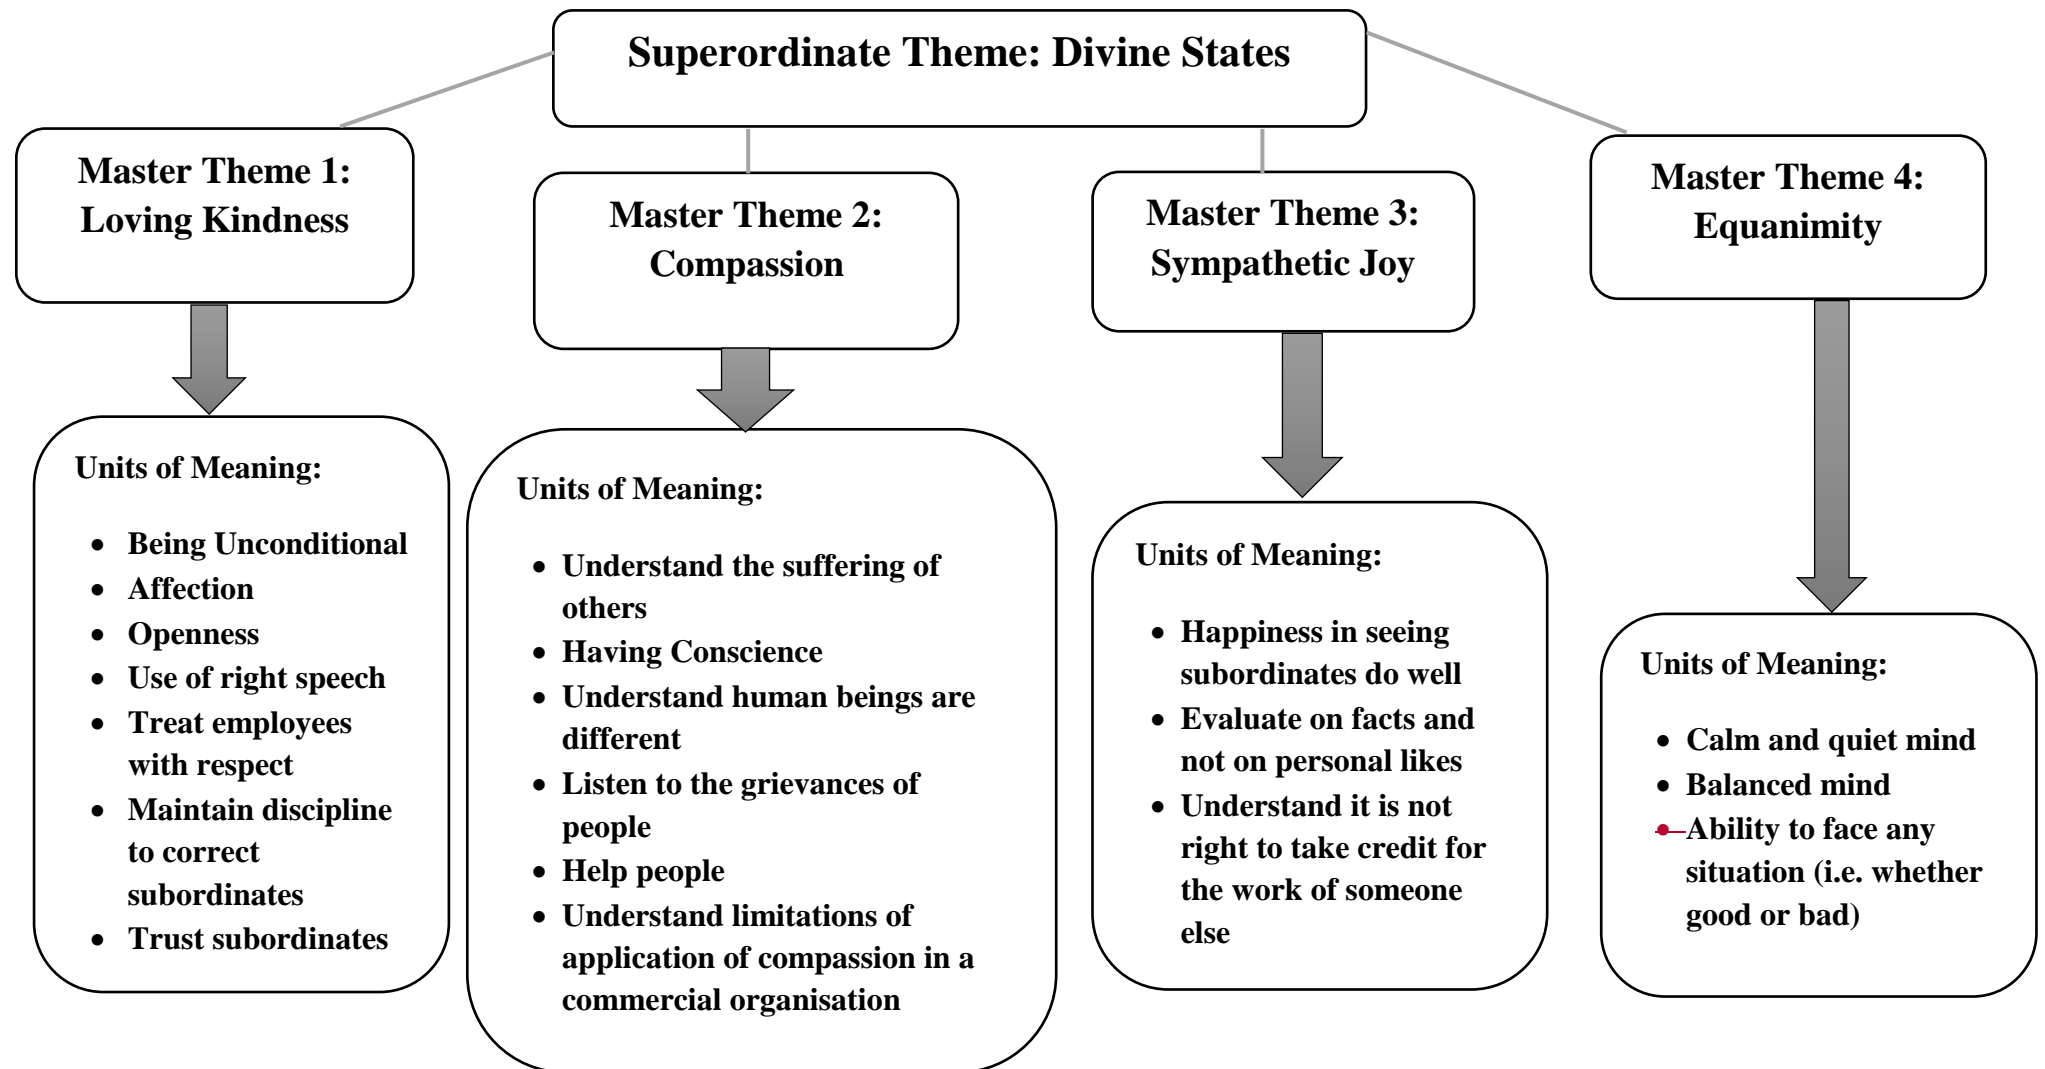 Superordinate Theme: Divine States
Master Theme 1:
Loving Kindness
Master Theme 2:
Compassion
Master Theme 3:
Sympathetic Joy
Master Theme 4:
Equanimity
Units of Meaning:
• Being Unconditional
• Affection
• Openness
• Use of right speech
• Treat employees
with respect
• Maintain discipline
to correct
subordinates
• Trust subordinates
Units of Meaning:
• Understand the suffering of
others
• Having Conscience
• Understand human beings are
different
• Listen to the grievances of
people
• Help people
• Understand limitations of
application of compassion in a
commercial organisation
Units of Meaning:
• Happiness in seeing
subordinates do well
• Evaluate on facts and
not on personal likes
• Understand it is not
right to take credit for
the work of someone
else
Units of Meaning:
• Calm and quiet mind
• Balanced mind
• Ability to face any
situation (i.e. whether
good or bad)